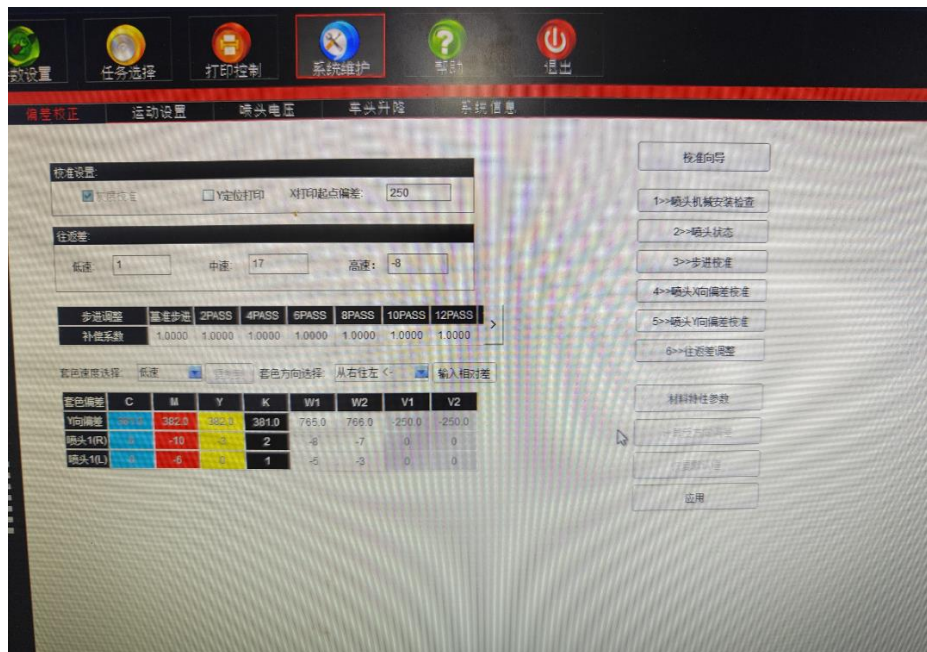 数设置 任务选择 打印控制 系统维护 帮助 退出
偏差校正 运动设置 喷头电压 车头升降 系统信息
校准设置:
Y定位打印 X打印起点偏差: 250
往返差:
低速: 1 中速: 17 高速: -8
步进调整 基准步进 2PASS 4PASS 6PASS 8PASS 10PASS 12PASS
补偿系数 1.0000 1.0000 1.0000 1.0000 1.0000 1.0000 1.0000
>
套色速度选择: 低速 套色方向选择: 从右往左 <- 输入相对差
套色偏差 C M Y K W1 W2 V1 V2
Y向偏差 382.0 382.0 381.0 765.0 766.0 -250.0 -250.0
喷头1(R) -10 2 -8 -7 0 0
喷头1(L) -6 0 1 -5 -3 0 0
校准向导
1>>喷头机械安装检查
2>>喷头状态
3>>步进校准
4>>喷头X向偏差校准
5>>喷头Y向偏差校准
6>>往返差调整
材料特性参数
应用